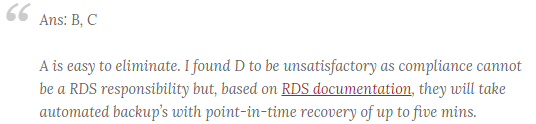 Ans: B, C
A is easy to eliminate. I found D to be unsatisfactory as compliance cannot
be a RDS responsibility but, based on RDS documentation, they will take
automated backup's with point-in-time recovery of up to five mins.